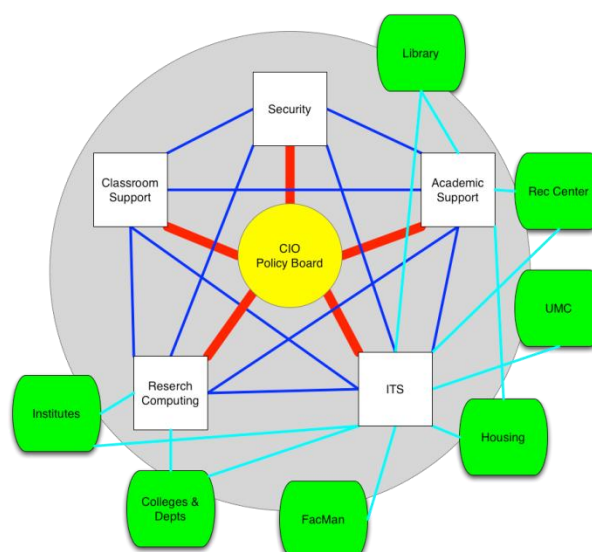 Library
Security
Classroom
Support
Academic
Support
Rec Center
CIO
Policy Board
UMC
Reserch
Computing
ITS
Institutes
Housing
Colleges &
Depts
FacMan